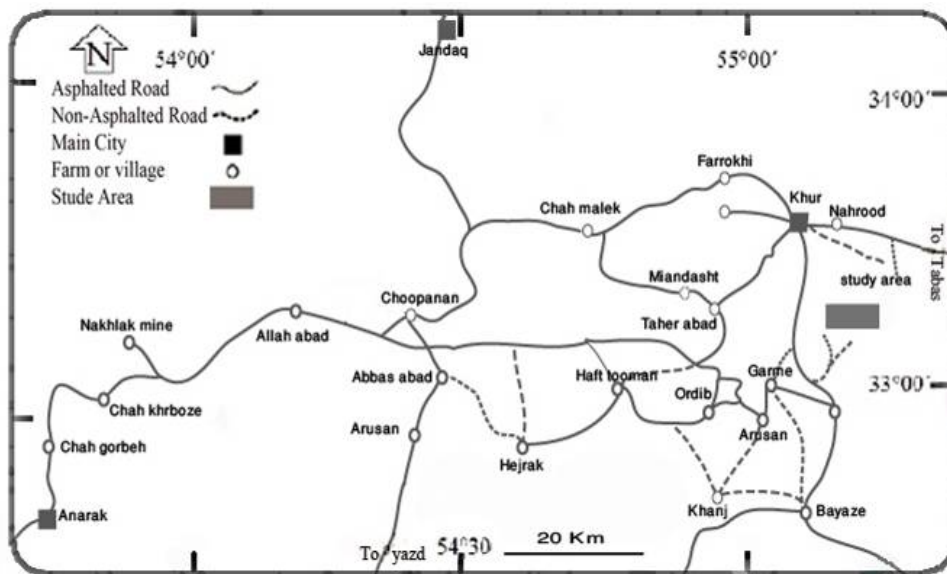 Jandaq
54°00´
55°00´
N
Asphalted Road
Non-Asphalted Road
Main City
Farm or village
Stude Area
34°00´
Farrokhi
Khur
Nahrood
Chah malek
To Tabas
study area
Miandasht
Choopanan
Taher abad
Nakhlak mine
Allah abad
Abbas abad
Haft tooman
Garme
33°00´
Ordib
Chah khrboze
Arusan
Arusan
Chah gorbeh
Hejrak
Khanj
Bayaze
Anarak
To yazd
54°30
20 Km